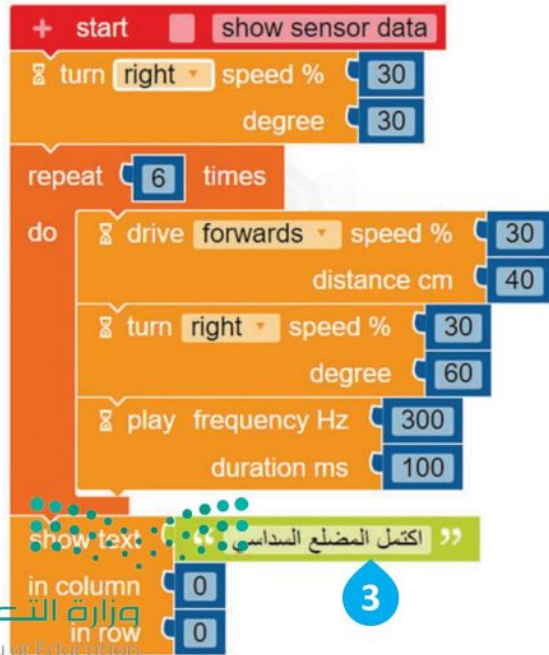 + start show sensor data
turn right speed % 30
degree 30
repeat 6 times
do drive forwards speed % 30
distance cm 40
turn right speed % 30
degree 60
play frequency Hz 300
duration ms 100
show text “ اكتمل المضلع السداسي ”
in column 0
3
in row 0
وزارة التـ